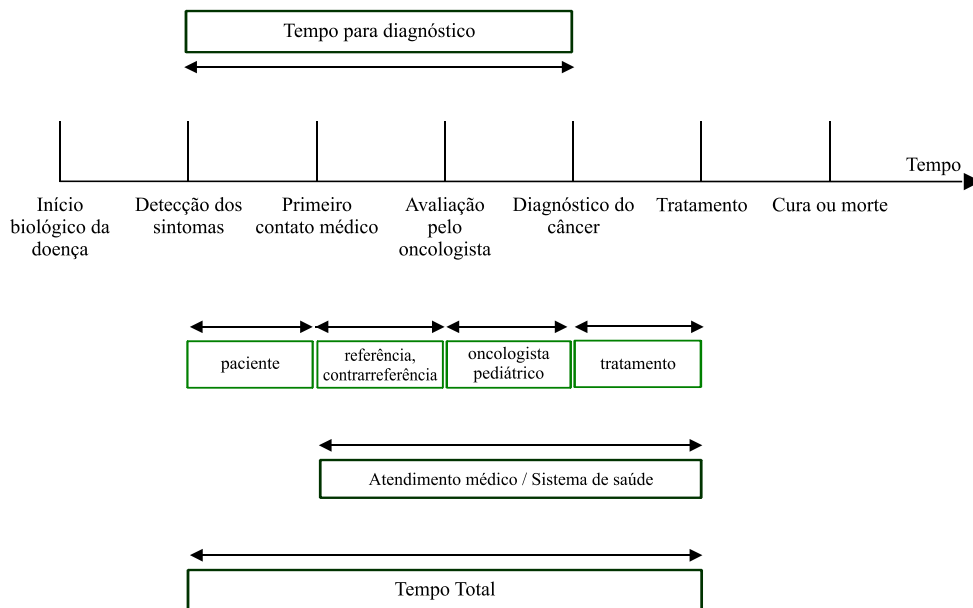 Tempo para diagnóstico
Tempo
Início
biológico da
doença
Detecção dos
sintomas
Primeiro
contato médico
Avaliação
pelo
oncologista
Diagnóstico do
câncer
Tratamento
Cura ou morte
paciente
referência,
contrarreferência
oncologista
pediátrico
tratamento
Atendimento médico / Sistema de saúde
Tempo Total